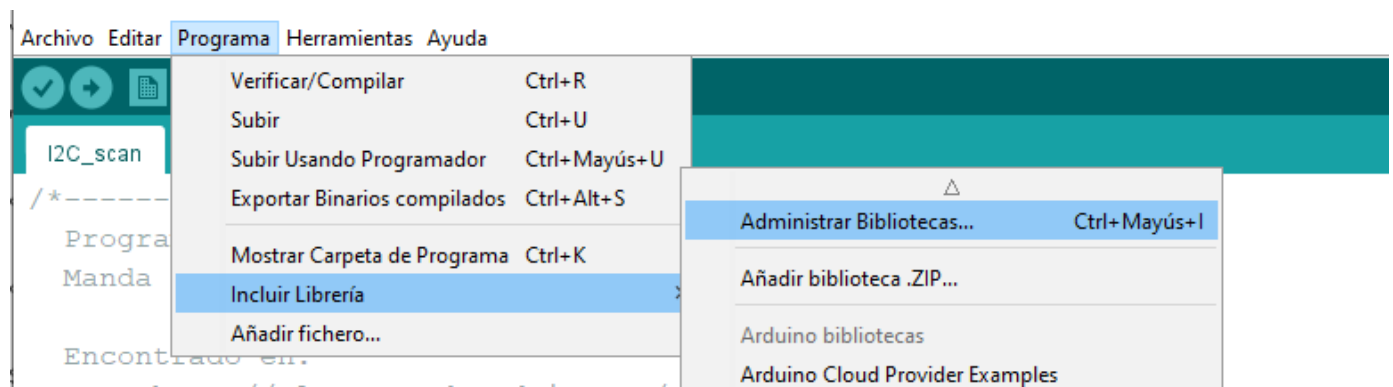 Archivo Editar Programa Herramientas Ayuda
Verificar/Compilar Ctrl+R
Subir Ctrl+U
I2C_scan
Subir Usando Programador Ctrl+Mayús+U
/*------
Exportar Binarios compilados Ctrl+Alt+S
Administrar Bibliotecas... Ctrl+Mayús+I
Progra
Mostrar Carpeta de Programa Ctrl+K
Manda
Añadir biblioteca .ZIP...
Incluir Librería
Añadir fichero...
Arduino bibliotecas
Encont
Arduino Cloud Provider Examples